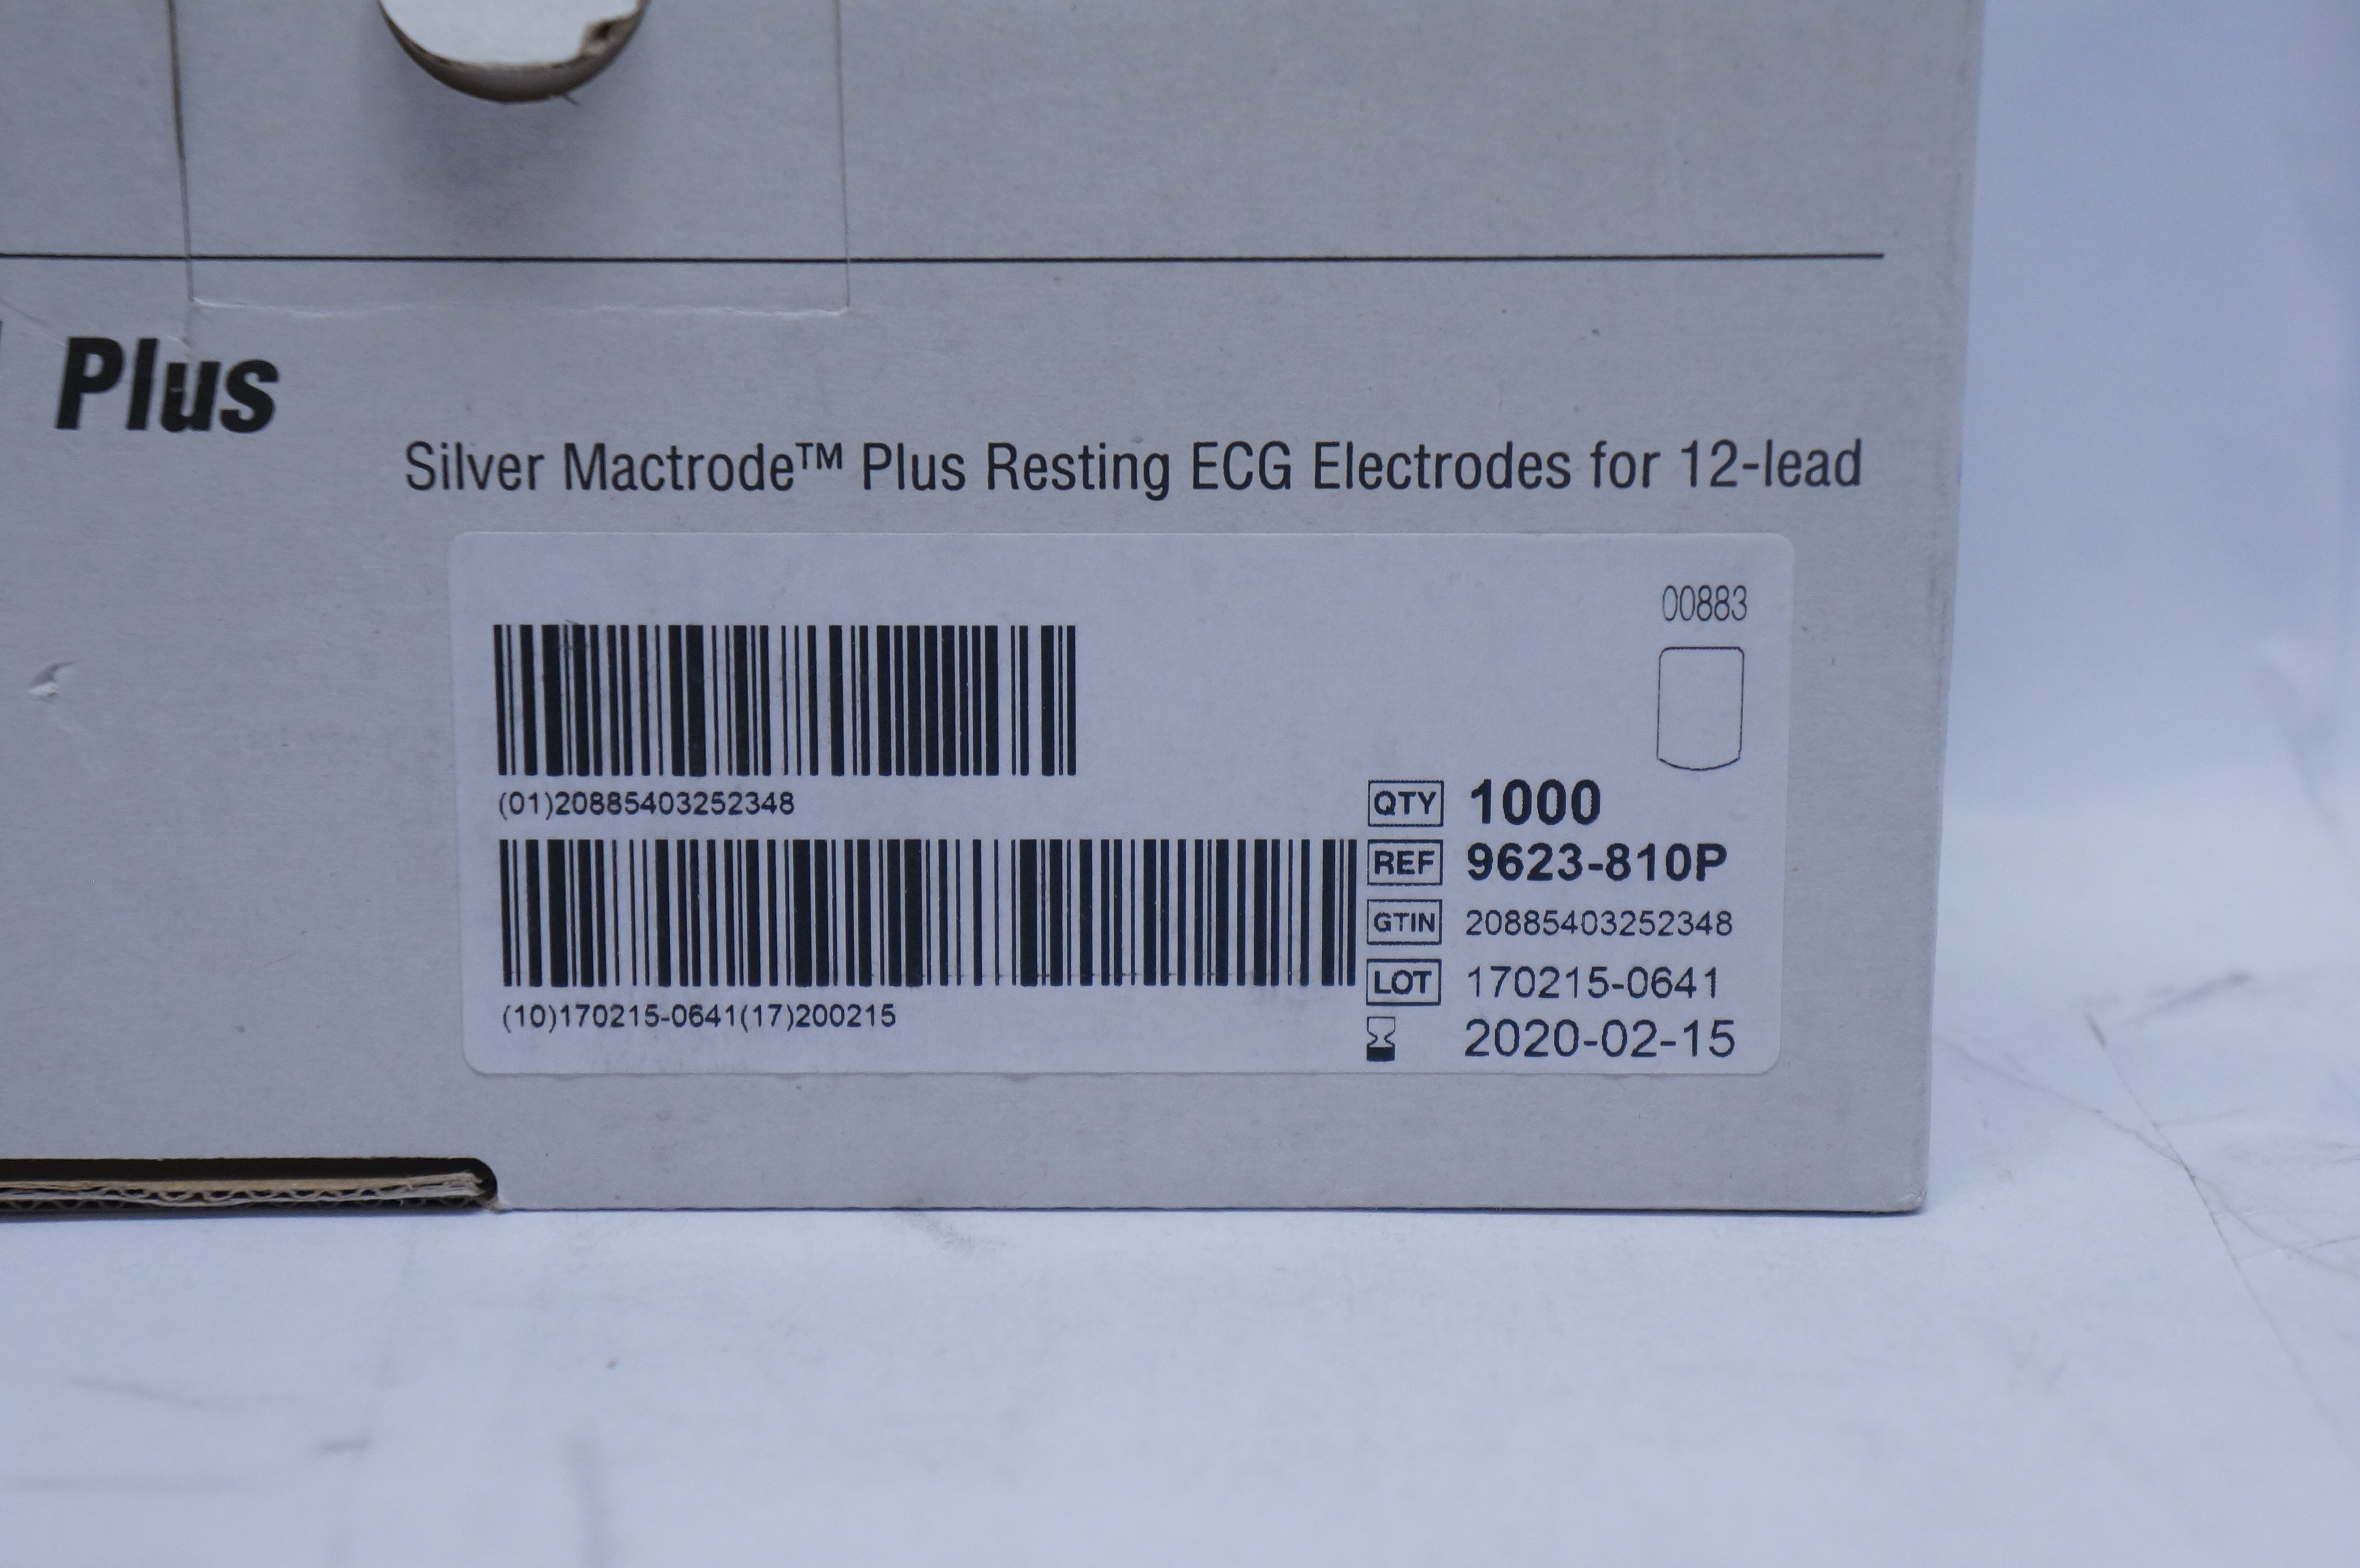 Plus
Silver Mactrode™ Plus Resting ECG Electrodes for 12-lead
00883
(01)20885403252348
QTY 1000
REF 9623-810P
GTIN 20885403252348
LOT 170215-0641
(10)170215-0641(17)200215
2020-02-15